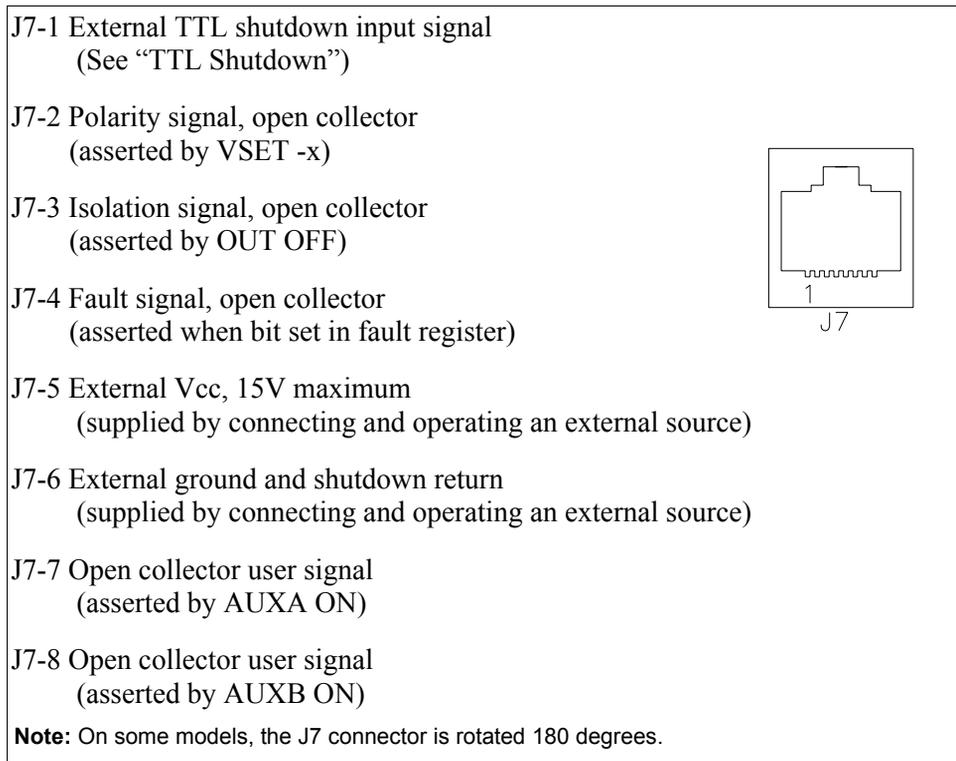 J7-1 External TTL shutdown input signal
(See “TTL Shutdown”)
J7-2 Polarity signal, open collector
(asserted by VSET -x)
J7-3 Isolation signal, open collector
(asserted by OUT OFF)
J7-4 Fault signal, open collector
(asserted when bit set in fault register)
J7-5 External Vcc, 15V maximum
(supplied by connecting and operating an external source)
J7-6 External ground and shutdown return
(supplied by connecting and operating an external source)
J7-7 Open collector user signal
(asserted by AUXA ON)
J7-8 Open collector user signal
(asserted by AUXB ON)
Note: On some models, the J7 connector is rotated 180 degrees.
1
J7